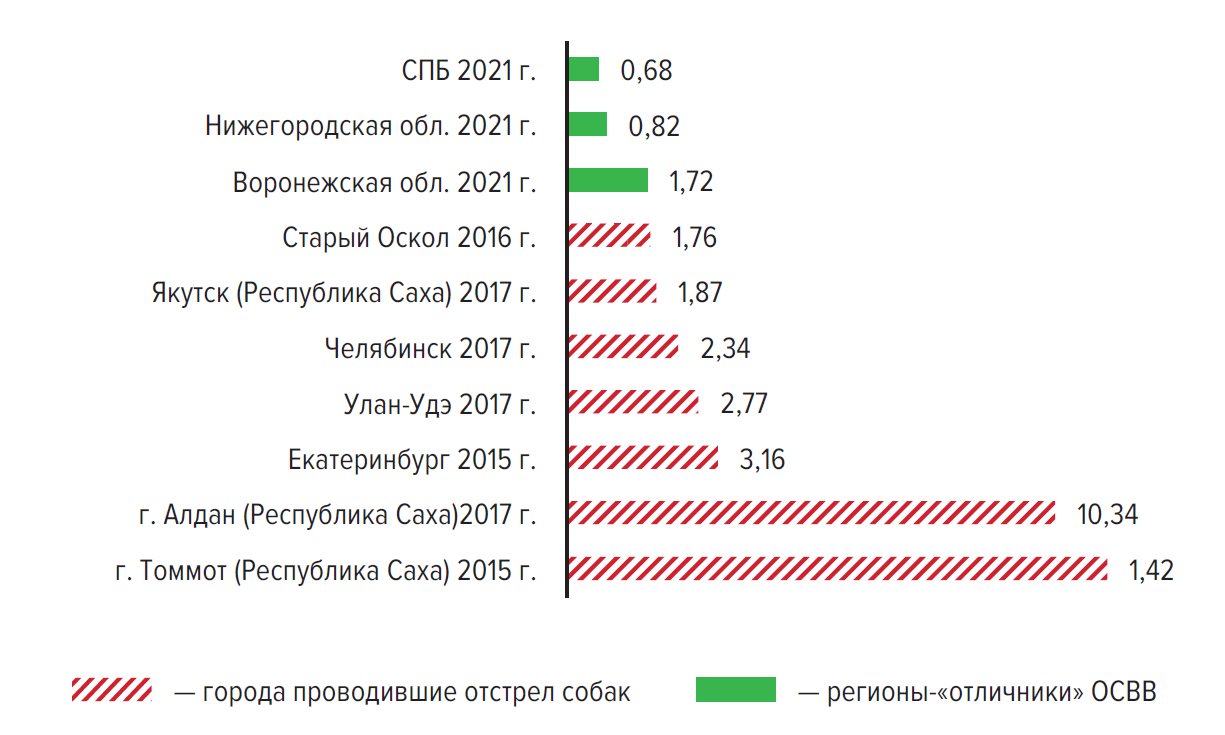 СПБ 2021 г. 0,68
Нижегородская обл. 2021 г. 0,82
Воронежская обл. 2021 г. 1,72
Старый Оскол 2016 г. 1,76
Якутск (Республика Саха) 2017 г. 1,87
Челябинск 2017 г. 2,34
Улан-Удэ 2017 г. 2,77
Екатеринбург 2015 г. 3,16
г. Алдан (Республика Саха)2017 г. 10,34
г. Томмот (Республика Саха) 2015 г. 1,42
— города проводившие отстрел собак — регионы-«отличники» ОСВВ